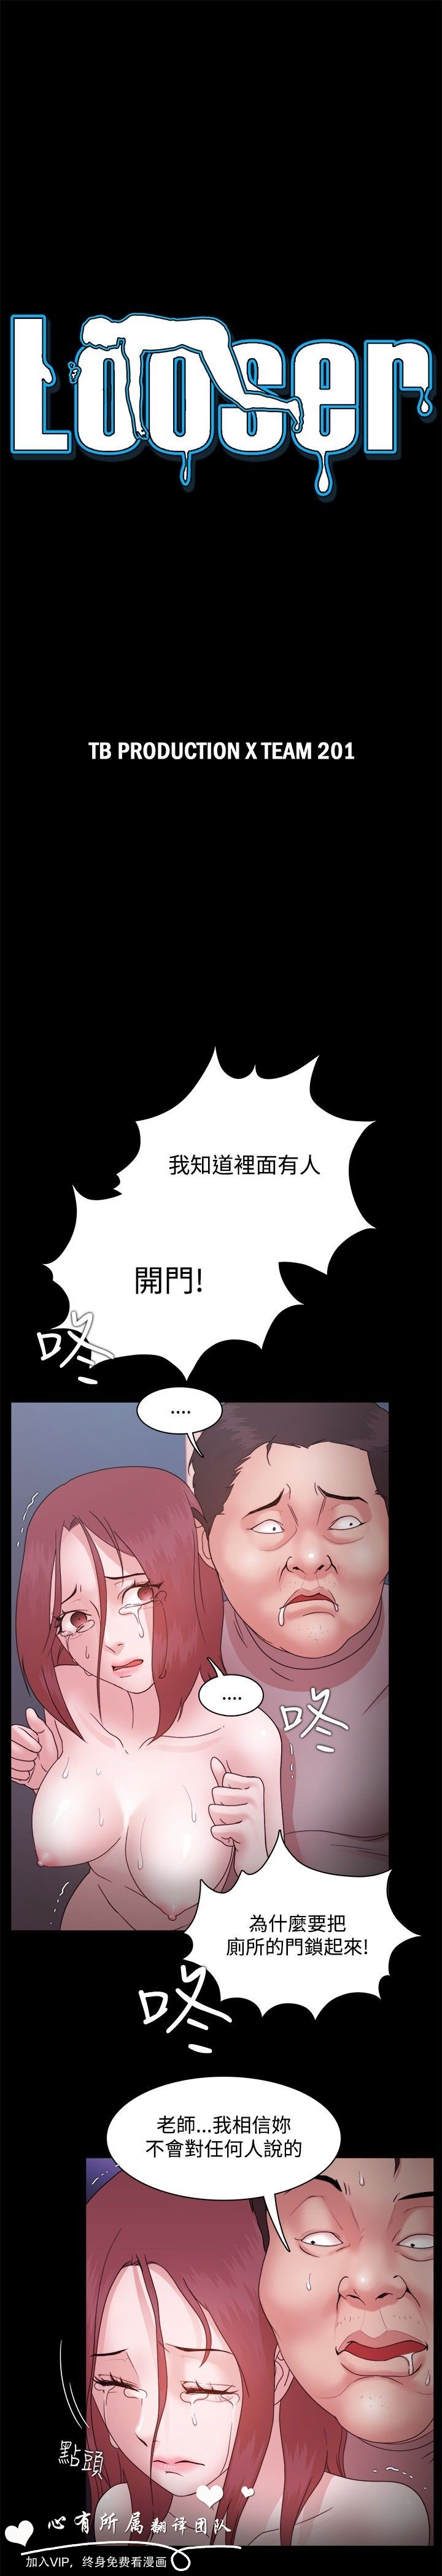 Looser
TB PRODUCTION X TEAM 201
我知道裡面有人
開門!
咚
....
....
咚
為什麼要把
廁所的門鎖起來!
咚
老師...我相信妳
不會對任何人說的
點頭
心有所属翻译团队
加入VIP，终身免费看漫画